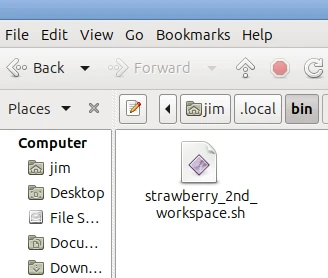 File Edit View Go Bookmarks Help
Back Forward
Places jim .local bin
Computer
jim
Desktop
File S...
Docu...
Down...
strawberry_2nd_
workspace.sh